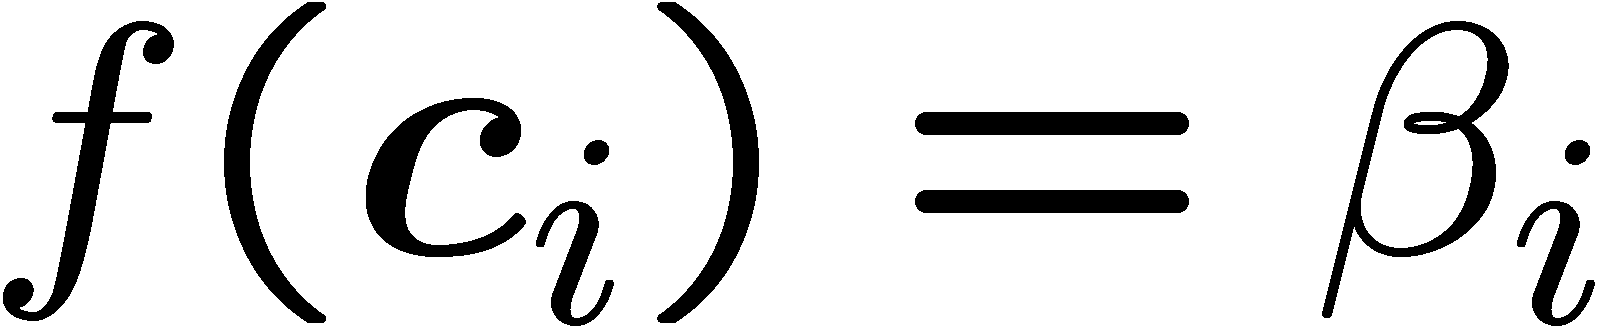 f(𝒄ᵢ) = βᵢ